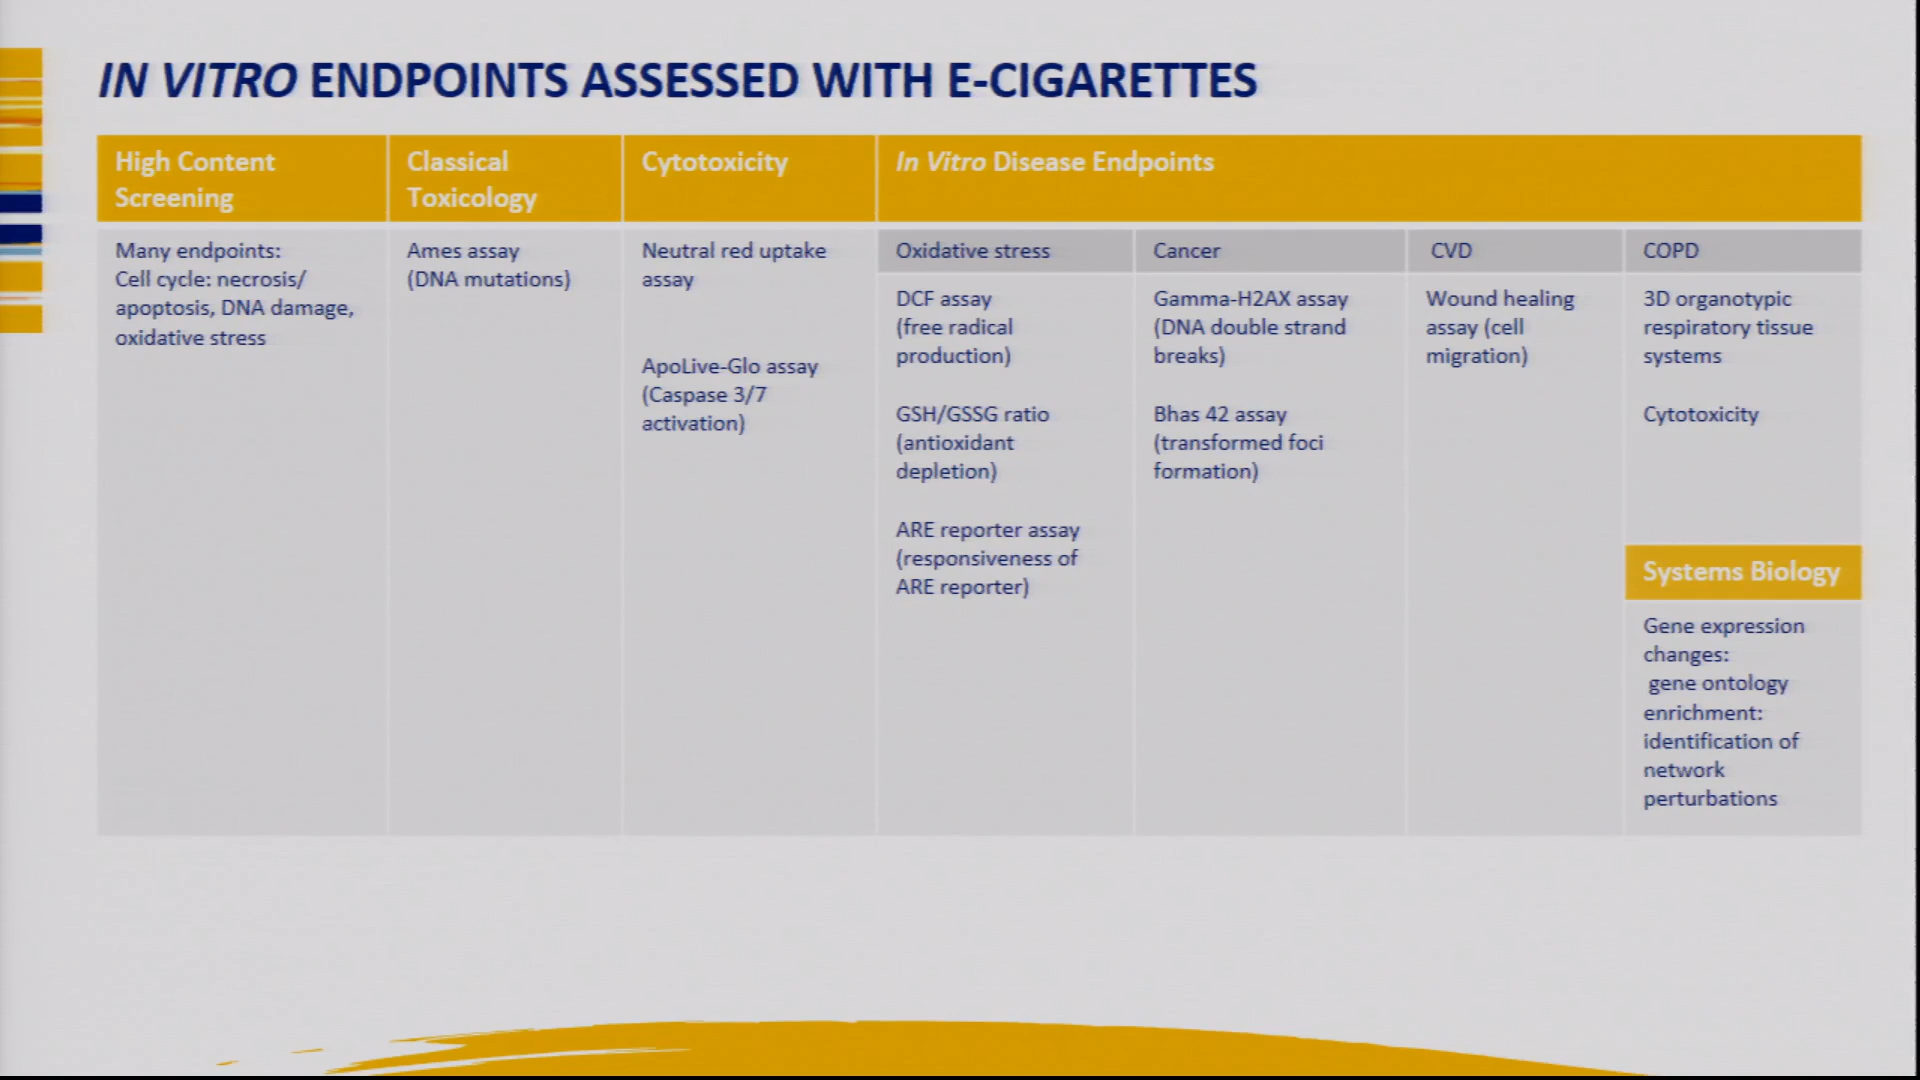 IN VITRO ENDPOINTS ASSESSED WITH E-CIGARETTES
High Content
Screening
Classical
Toxicology
Cytotoxicity
In Vitro Disease Endpoints
Many endpoints:
Cell cycle: necrosis/
apoptosis, DNA damage,
oxidative stress
Ames assay
(DNA mutations)
Neutral red uptake
assay
ApoLive-Glo assay
(Caspase 3/7
activation)
Oxidative stress
DCF assay
(free radical
production)
GSH/GSSG ratio
(antioxidant
depletion)
ARE reporter assay
(responsiveness of
ARE reporter)
Cancer
Gamma-H2AX assay
(DNA double strand
breaks)
Bhas 42 assay
(transformed foci
formation)
CVD
Wound healing
assay (cell
migration)
COPD
3D organotypic
respiratory tissue
systems
Cytotoxicity
Systems Biology
Gene expression
changes:
gene ontology
enrichment:
identification of
network
perturbations